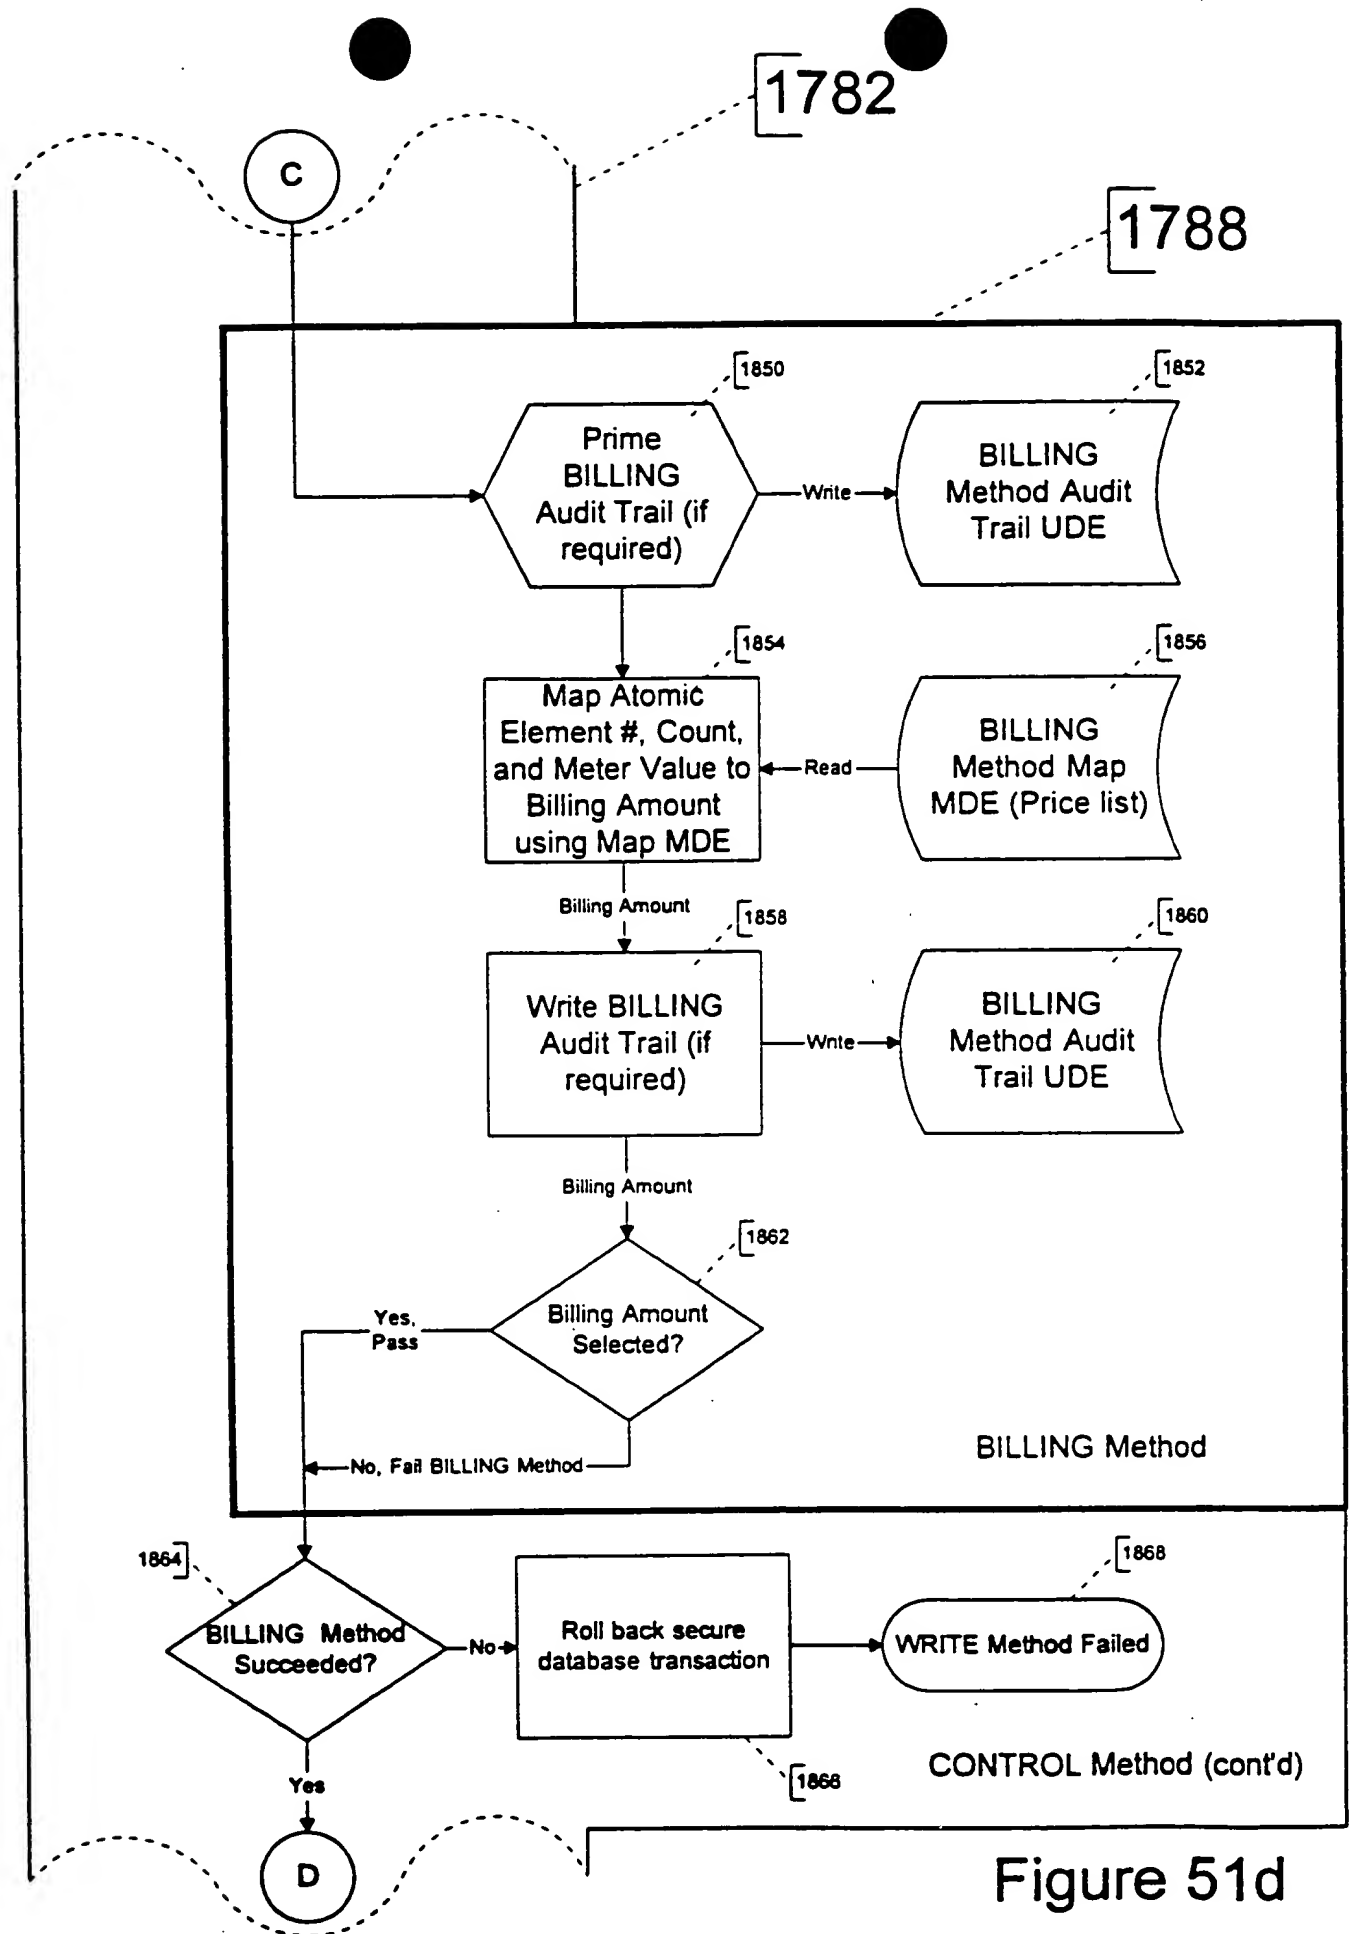 1782
C
1788
1850
1852
Prime
BILLING
Audit Trail (if
required)
Write
BILLING
Method Audit
Trail UDE
1854
1856
Map Atomic
Element #, Count,
and Meter Value to
Billing Amount
using Map MDE
Read
BILLING
Method Map
MDE (Price list)
Billing Amount
1858
1860
Write BILLING
Audit Trail (if
required)
Write
BILLING
Method Audit
Trail UDE
Billing Amount
1862
Billing Amount
Selected?
Yes,
Pass
No, Fail BILLING Method
BILLING Method
1864
1868
BILLING Method
Succeeded?
No
Roll back secure
database transaction
WRITE Method Failed
1866
CONTROL Method (cont'd)
Yes
D
Figure 51d